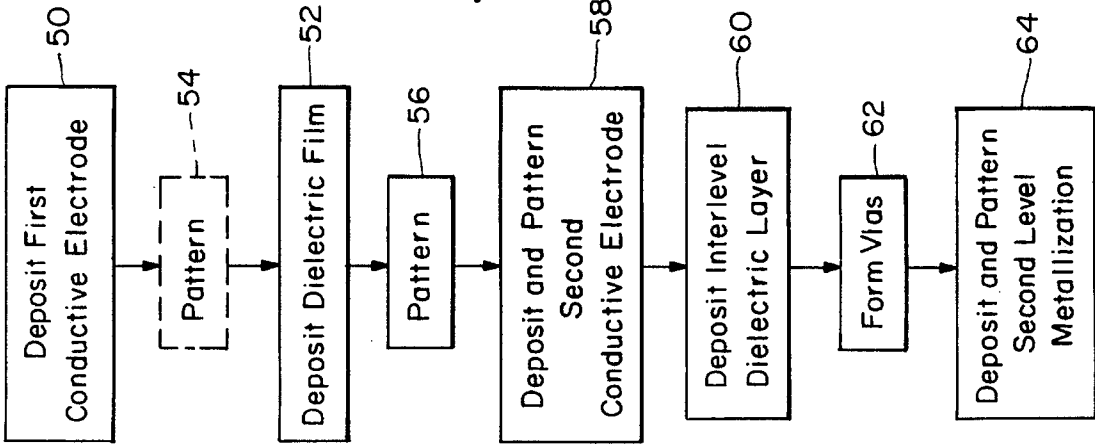 Deposit First
Conductive Electrode
50
Pattern
54
Deposit Dielectric Film
52
Pattern
56
Deposit and Pattern
Second
Conductive Electrode
58
Deposit Interlevel
Dielectric Layer
60
Form VIas
62
Deposit and Pattern
Second Level
Metallization
64